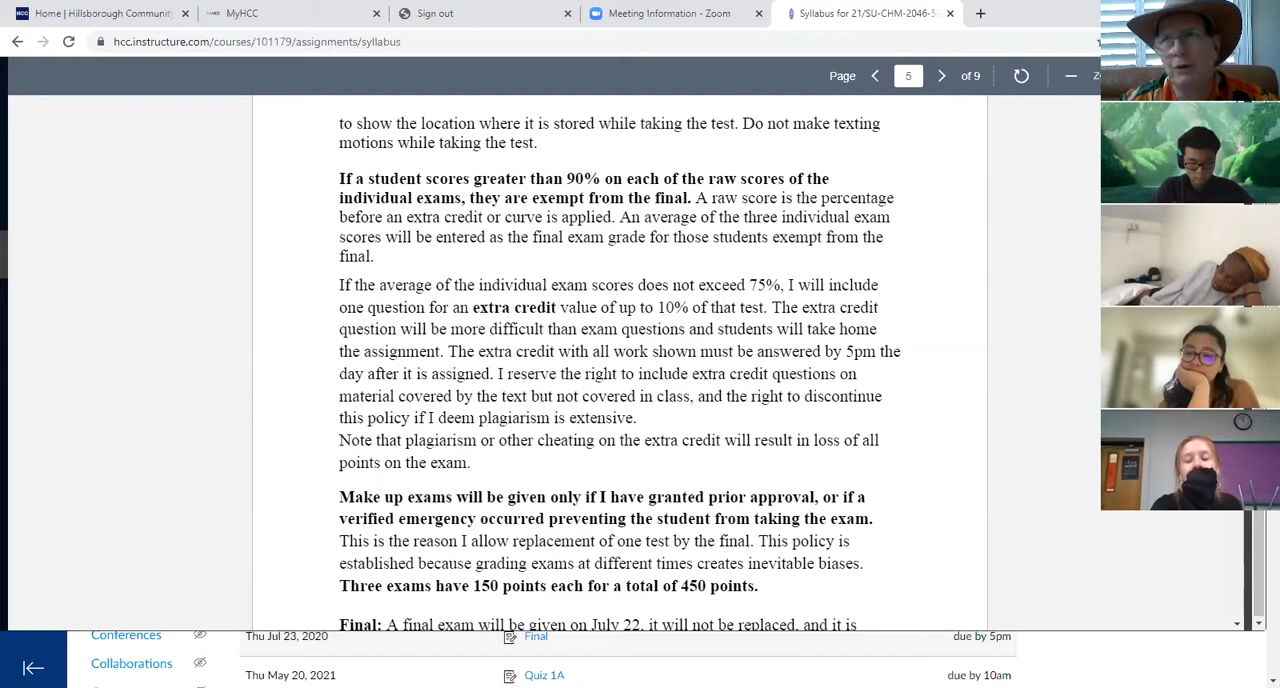 Home | Hillsborough Community
MyHCC
Sign out
Meeting Information - Zoom
Syllabus for 21/SU-CHM-2046-5
hcc.instructure.com/courses/101179/assignments/syllabus
Page 5 of 9
to show the location where it is stored while taking the test. Do not make texting
motions while taking the test.
If a student scores greater than 90% on each of the raw scores of the
individual exams, they are exempt from the final. A raw score is the percentage
before an extra credit or curve is applied. An average of the three individual exam
scores will be entered as the final exam grade for those students exempt from the
final.
If the average of the individual exam scores does not exceed 75%, I will include
one question for an extra credit value of up to 10% of that test. The extra credit
question will be more difficult than exam questions and students will take home
the assignment. The extra credit with all work shown must be answered by 5pm the
day after it is assigned. I reserve the right to include extra credit questions on
material covered by the text but not covered in class, and the right to discontinue
this policy if I deem plagiarism is extensive.
Note that plagiarism or other cheating on the extra credit will result in loss of all
points on the exam.
Make up exams will be given only if I have granted prior approval, or if a
verified emergency occurred preventing the student from taking the exam.
This is the reason I allow replacement of one test by the final. This policy is
established because grading exams at different times creates inevitable biases.
Three exams have 150 points each for a total of 450 points.
Final: A final exam will be given on July 22, it will not be replaced, and it is
Conferences
Thu Jul 23, 2020 Final due by 5pm
Collaborations
Thu May 20, 2021 Quiz 1A due by 10am